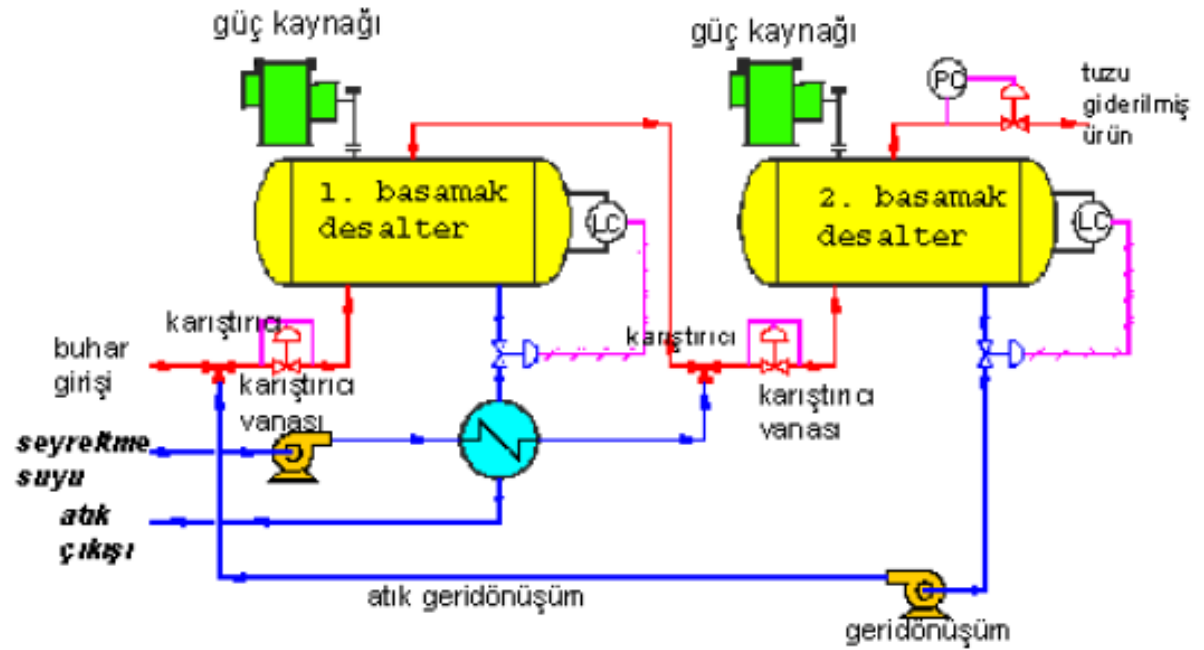 güç kaynağı
güç kaynağı
PC
tuzu
giderilmiş
ürün
1. basamak
desalter
LC
2. basamak
desalter
LC
karıştırıcı
buhar
girişi
karıştırıcı
vanası
karıştırıcı
karıştırıcı
vanası
seyrelme
suyu
atık
çıkışı
atık geridönüşüm
geridönüşüm